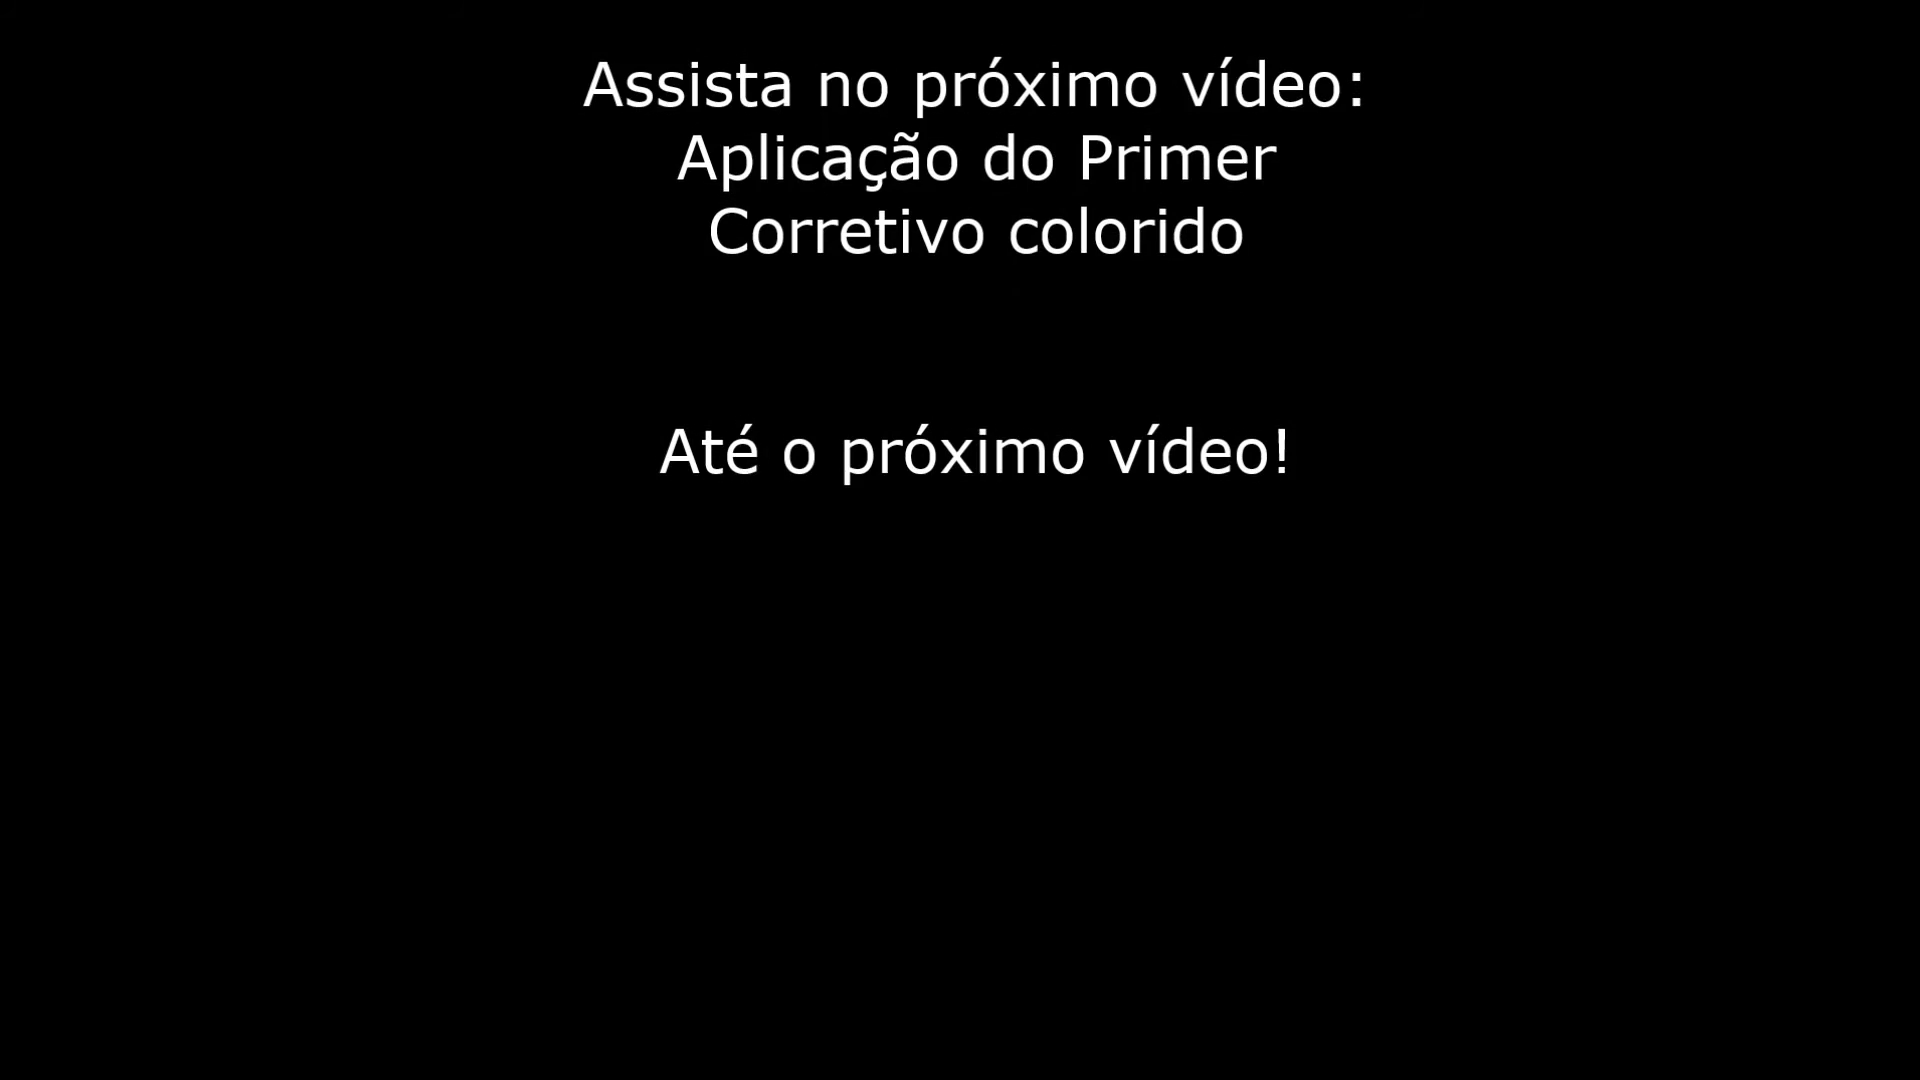 Assista no próximo vídeo:
Aplicação do Primer
Corretivo colorido
Até o próximo vídeo!